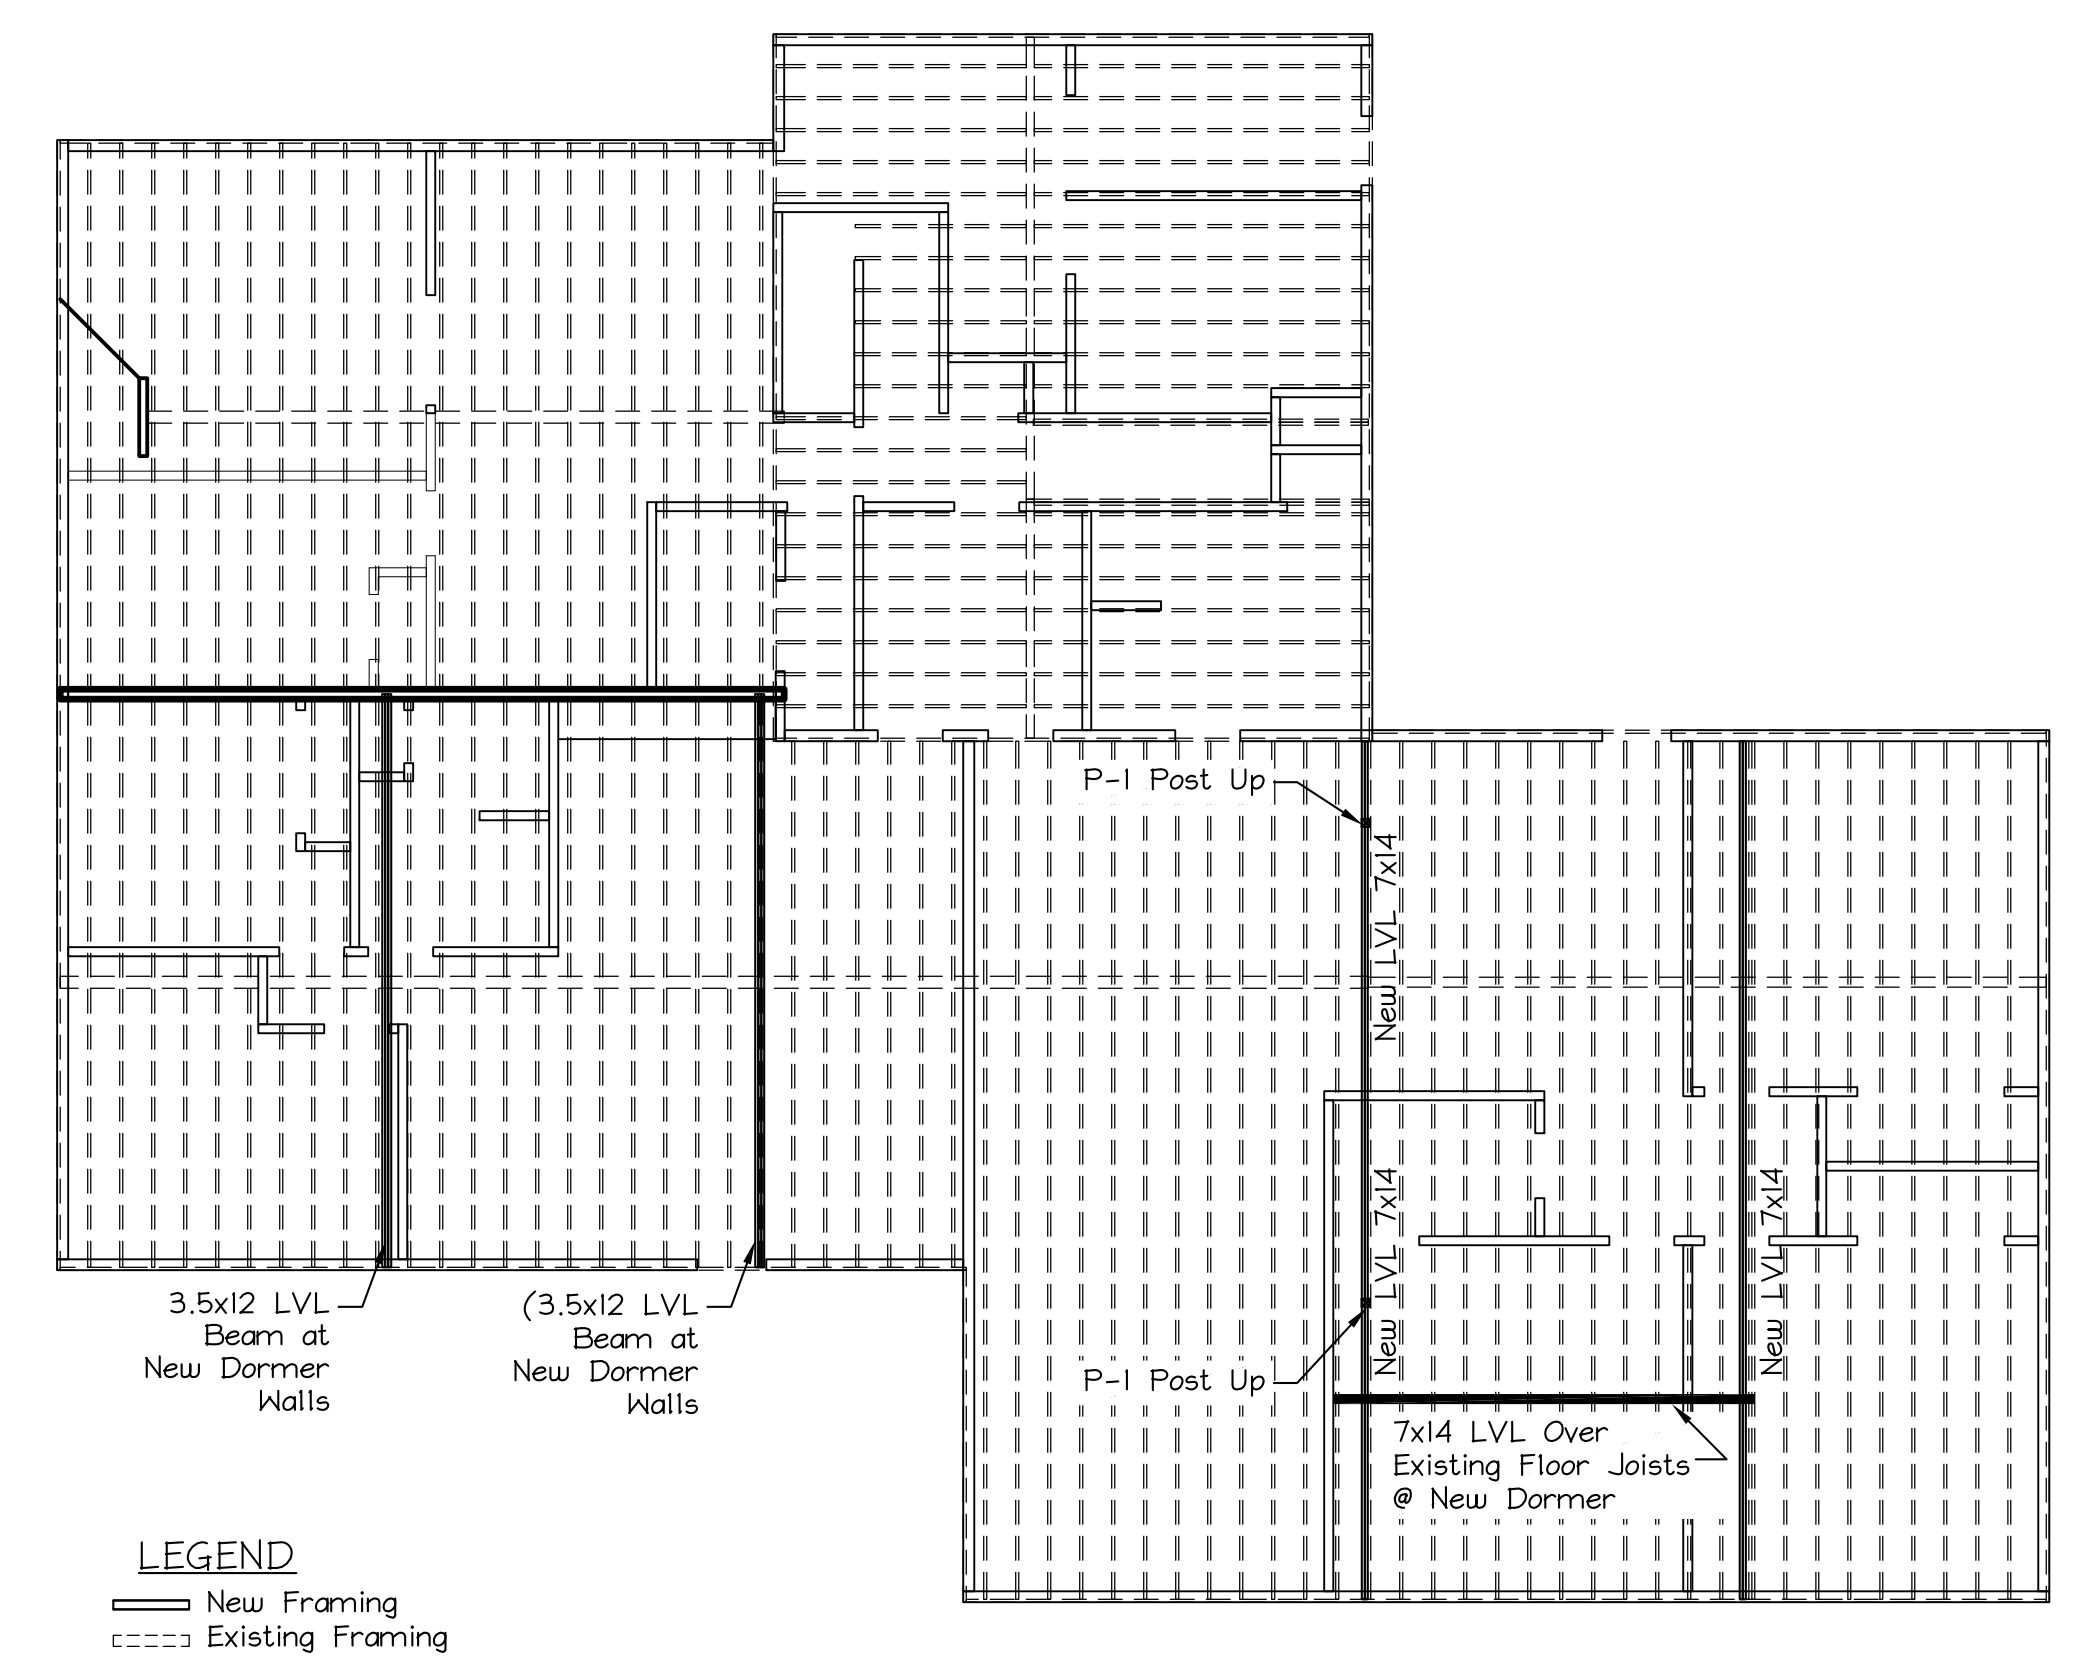 P-1 Post Up
New LVL 7x14
New LVL 7x14
New LVL 7x14
3.5x12 LVL
Beam at
New Dormer
Walls
(3.5x12 LVL
Beam at
New Dormer
Walls
P-1 Post Up
7x14 LVL Over
Existing Floor Joists
@ New Dormer
LEGEND
New Framing
Existing Framing